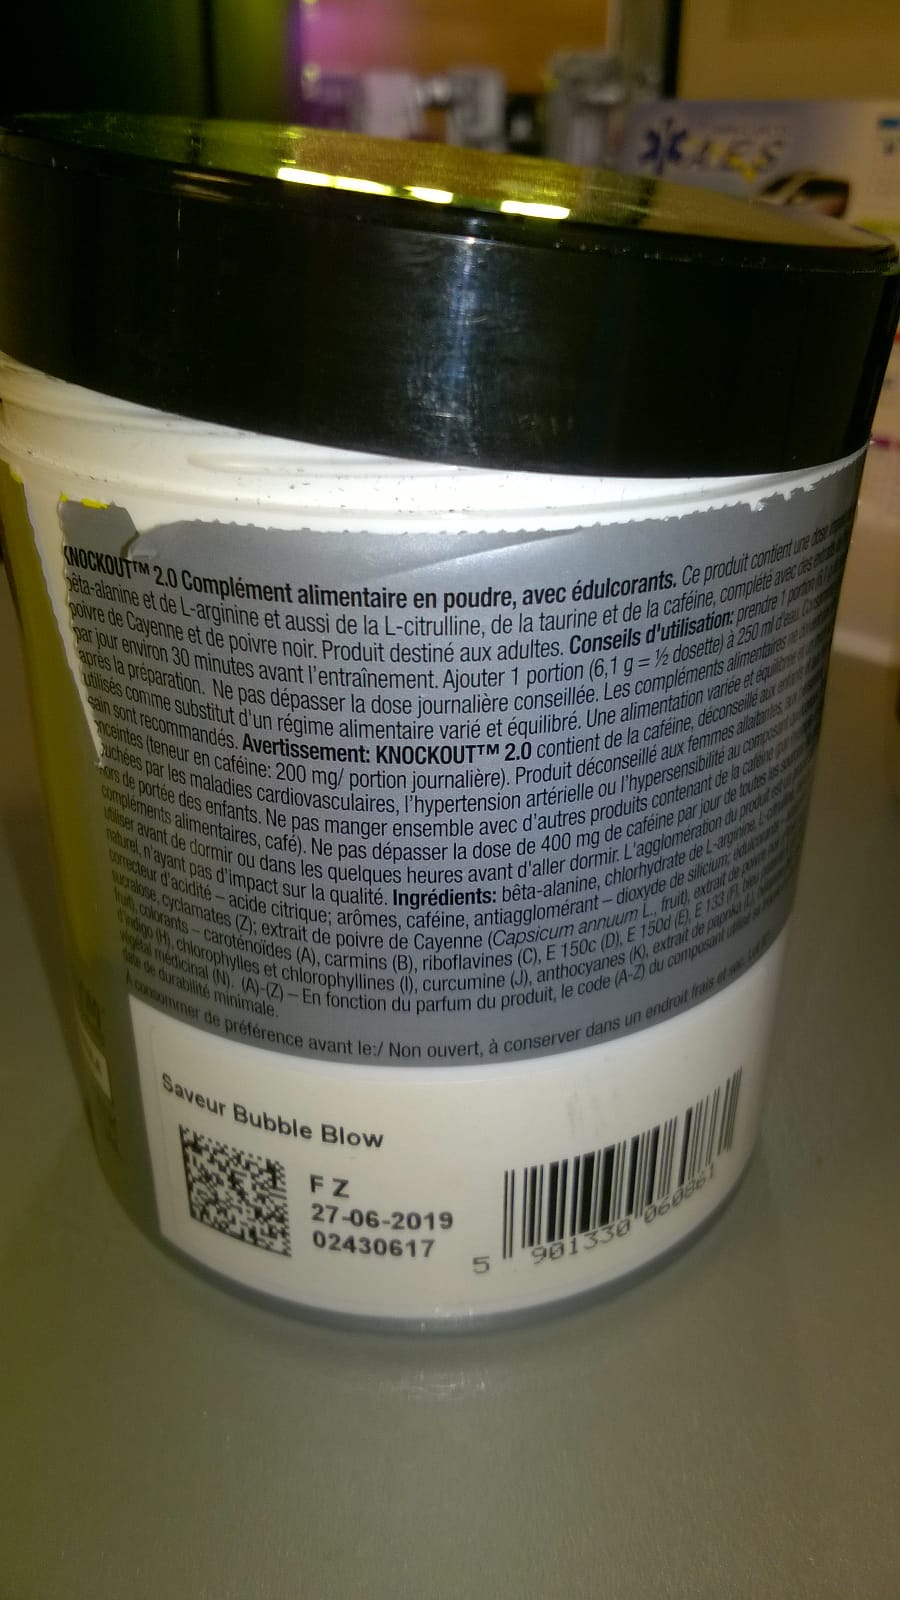 LES
KNOCKOUT™ 2.0 Complément alimentaire en poudre, avec édulcorants. Ce produit contient une dose
bêta-alanine et de L-arginine et aussi de la L-citrulline, de la taurine et de la caféine, complété avec des extraits
poivre de Cayenne et de poivre noir. Produit destiné aux adultes. Conseils d'utilisation: prendre 1 portion
par jour environ 30 minutes avant l'entraînement. Ajouter 1 portion (6,1 g = ½ dosette) à 250 ml d'eau.
après la préparation. Ne pas dépasser la dose journalière conseillée. Les compléments alimentaires ne
utilisés comme substitut d'un régime alimentaire varié et équilibré. Une alimentation variée et équilibrée
sain sont recommandés. Avertissement: KNOCKOUT™ 2.0 contient de la caféine, déconseillé aux enfants
enceintes (teneur en caféine: 200 mg/ portion journalière). Produit déconseillé aux femmes allaitantes, aux
touchées par les maladies cardiovasculaires, l'hypertension artérielle ou l'hypersensibilité au composant
hors de portée des enfants. Ne pas manger ensemble avec d'autres produits contenant de la caféine
compléments alimentaires, café). Ne pas dépasser la dose de 400 mg de caféine par jour de toutes les
utiliser avant de dormir ou dans les quelques heures avant d'aller dormir. L'agglomération du produit est
naturel, n'ayant pas d'impact sur la qualité. Ingrédients: bêta-alanine, chlorhydrate de L-arginine, L-citrulline,
correcteur d'acidité – acide citrique; arômes, caféine, antiagglomérant – dioxyde de silicium; édulcorants
sucralose, cyclamates (Z); extrait de poivre de Cayenne (Capsicum annuum L., fruit), extrait de poivre
fruit), colorants – caroténoïdes (A), carmins (B), riboflavines (C), E 150c (D), E 150d (E), E 133 (F), bleu
d'indigo (H), chlorophylles et chlorophyllines (I), curcumine (J), anthocyanes (K), extrait de paprika (L),
végétal médicinal (N). (A)-(Z) – En fonction du parfum du produit, le code (A-Z) du composant utilisé
date de durabilité minimale.
À consommer de préférence avant le:/ Non ouvert, à conserver dans un endroit frais et sec.
Saveur Bubble Blow
F Z
27-06-2019
02430617
5 901330 060861